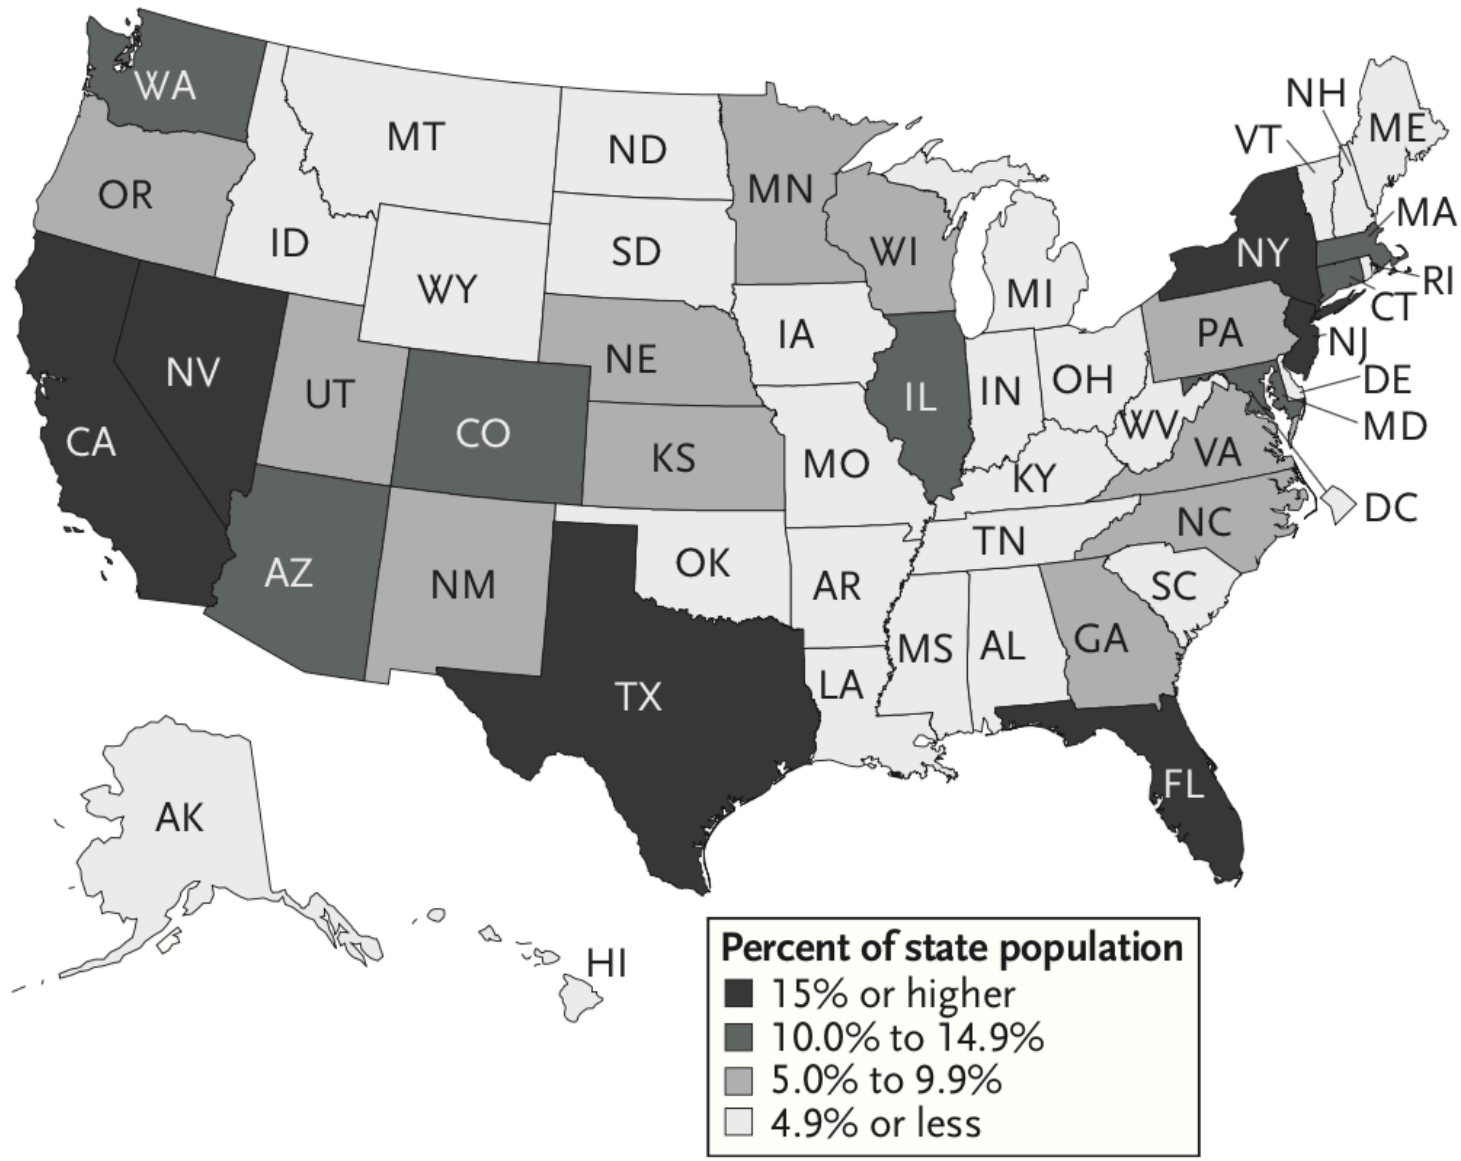 WA
MT
ND
MN
NH
VT
ME
OR
ID
SD
WI
NY
MA
WY
MI
RI
CT
IA
PA
NJ
NV
UT
NE
IL
IN
OH
DE
CA
CO
KS
MO
WV
VA
MD
KY
DC
AZ
NM
OK
TN
NC
AR
SC
MS
AL
GA
TX
LA
FL
AK
HI
Percent of state population
15% or higher
10.0% to 14.9%
5.0% to 9.9%
4.9% or less